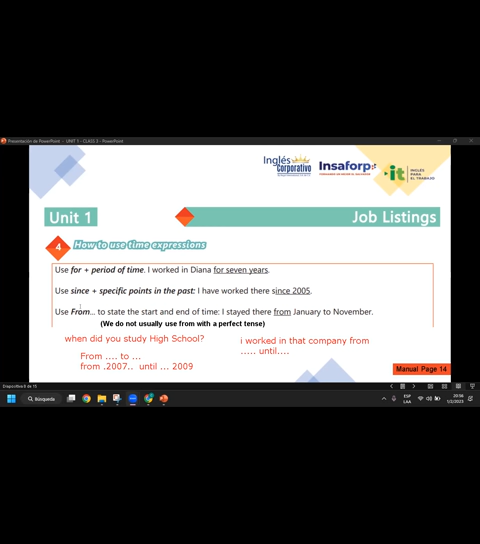 Presentación de PowerPoint - UNIT 1 - CLASS 3 - PowerPoint
Inglés
Corporativo
Insaforp
it
INGLÉS
PARA
EL TRABAJO
Unit 1
Job Listings
4
How to use time expressions
Use for + period of time. I worked in Diana for seven years.
Use since + specific points in the past: I have worked there since 2005.
Use From... to state the start and end of time: I stayed there from January to November.
(We do not usually use from with a perfect tense)
when did you study High School?
From .... to ...
from .2007.. until ... 2009
i worked in that company from
..... until....
Manual Page 14
Diapositiva 8 de 15
Búsqueda
ESP
LAA
20:56
1/2/2023